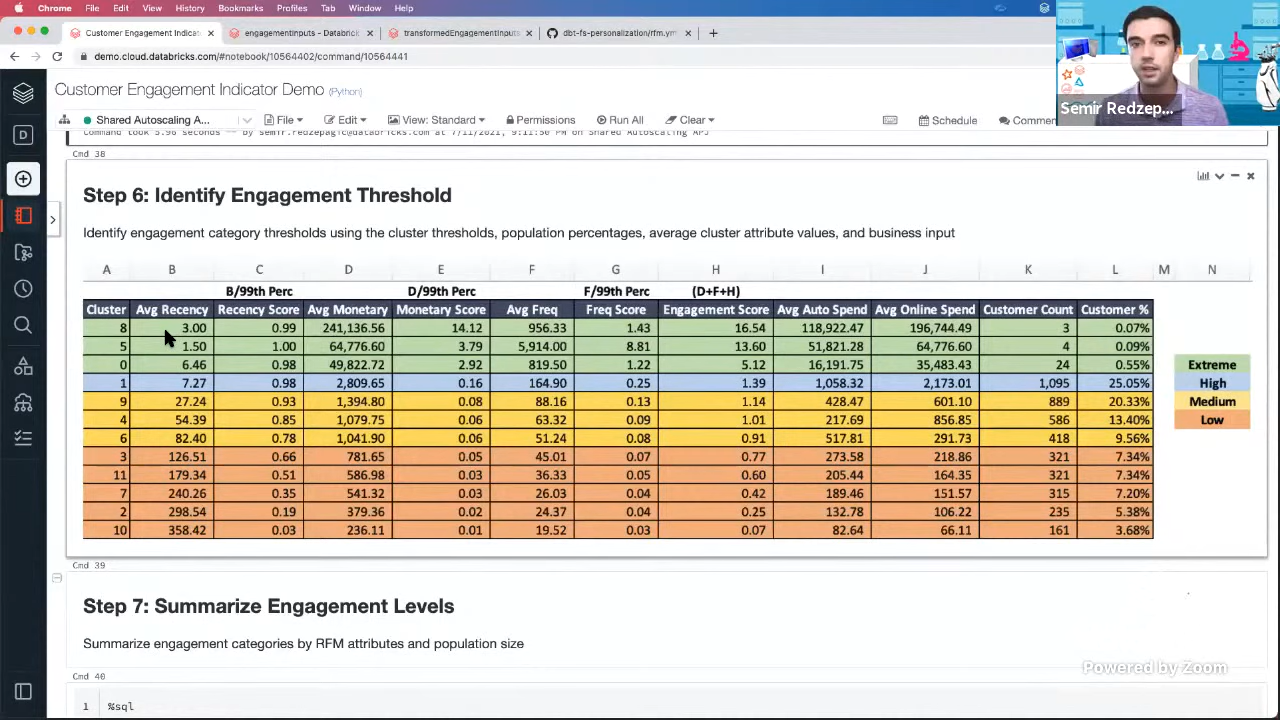 Chrome File Edit View History Bookmarks Profiles Tab Window Help
Customer Engagement Indicat engagementInputs - Databrick transformedEngagementInputs dbt-fs-personalization/rfm.ym
demo.cloud.databricks.com/#notebook/10564402/command/10564441
Semir Redzep...
Customer Engagement Indicator Demo (Python)
Shared Autoscaling A... File Edit View: Standard Permissions Run All Clear Schedule Comme
D
Cmd 38
Step 6: Identify Engagement Threshold
Identify engagement category thresholds using the cluster thresholds, population percentages, average cluster attribute values, and business input
A B C D E F G H I J K L M N
B/99th Perc D/99th Perc F/99th Perc (D+F+H)
Cluster Avg Recency Recency Score Avg Monetary Monetary Score Avg Freq Freq Score Engagement Score Avg Auto Spend Avg Online Spend Customer Count Customer %
8 3.00 0.99 241,136.56 14.12 956.33 1.43 16.54 118,922.47 196,744.49 3 0.07%
5 1.50 1.00 64,776.60 3.79 5,914.00 8.81 13.60 51,821.28 64,776.60 4 0.09%
0 6.46 0.98 49,822.72 2.92 819.50 1.22 5.12 16,191.75 35,483.43 24 0.55% Extreme
1 7.27 0.98 2,809.65 0.16 164.90 0.25 1.39 1,058.32 2,173.01 1,095 25.05% High
9 27.24 0.93 1,394.80 0.08 88.16 0.13 1.14 428.47 601.10 889 20.33% Medium
4 54.39 0.85 1,079.75 0.06 63.32 0.09 1.01 217.69 856.85 586 13.40% Low
6 82.40 0.78 1,041.90 0.06 51.24 0.08 0.91 517.81 291.73 418 9.56%
3 126.51 0.66 781.65 0.05 45.01 0.07 0.77 273.58 218.86 321 7.34%
11 179.34 0.51 586.98 0.03 36.33 0.05 0.60 205.44 164.35 321 7.34%
7 240.26 0.35 541.32 0.03 26.03 0.04 0.42 189.46 151.57 315 7.20%
2 298.54 0.19 379.36 0.02 24.37 0.04 0.25 132.78 106.22 235 5.38%
10 358.42 0.03 236.11 0.01 19.52 0.03 0.07 82.64 66.11 161 3.68%
Cmd 39
Step 7: Summarize Engagement Levels
Summarize engagement categories by RFM attributes and population size
Powered by Zoom
Cmd 40
1 %sql